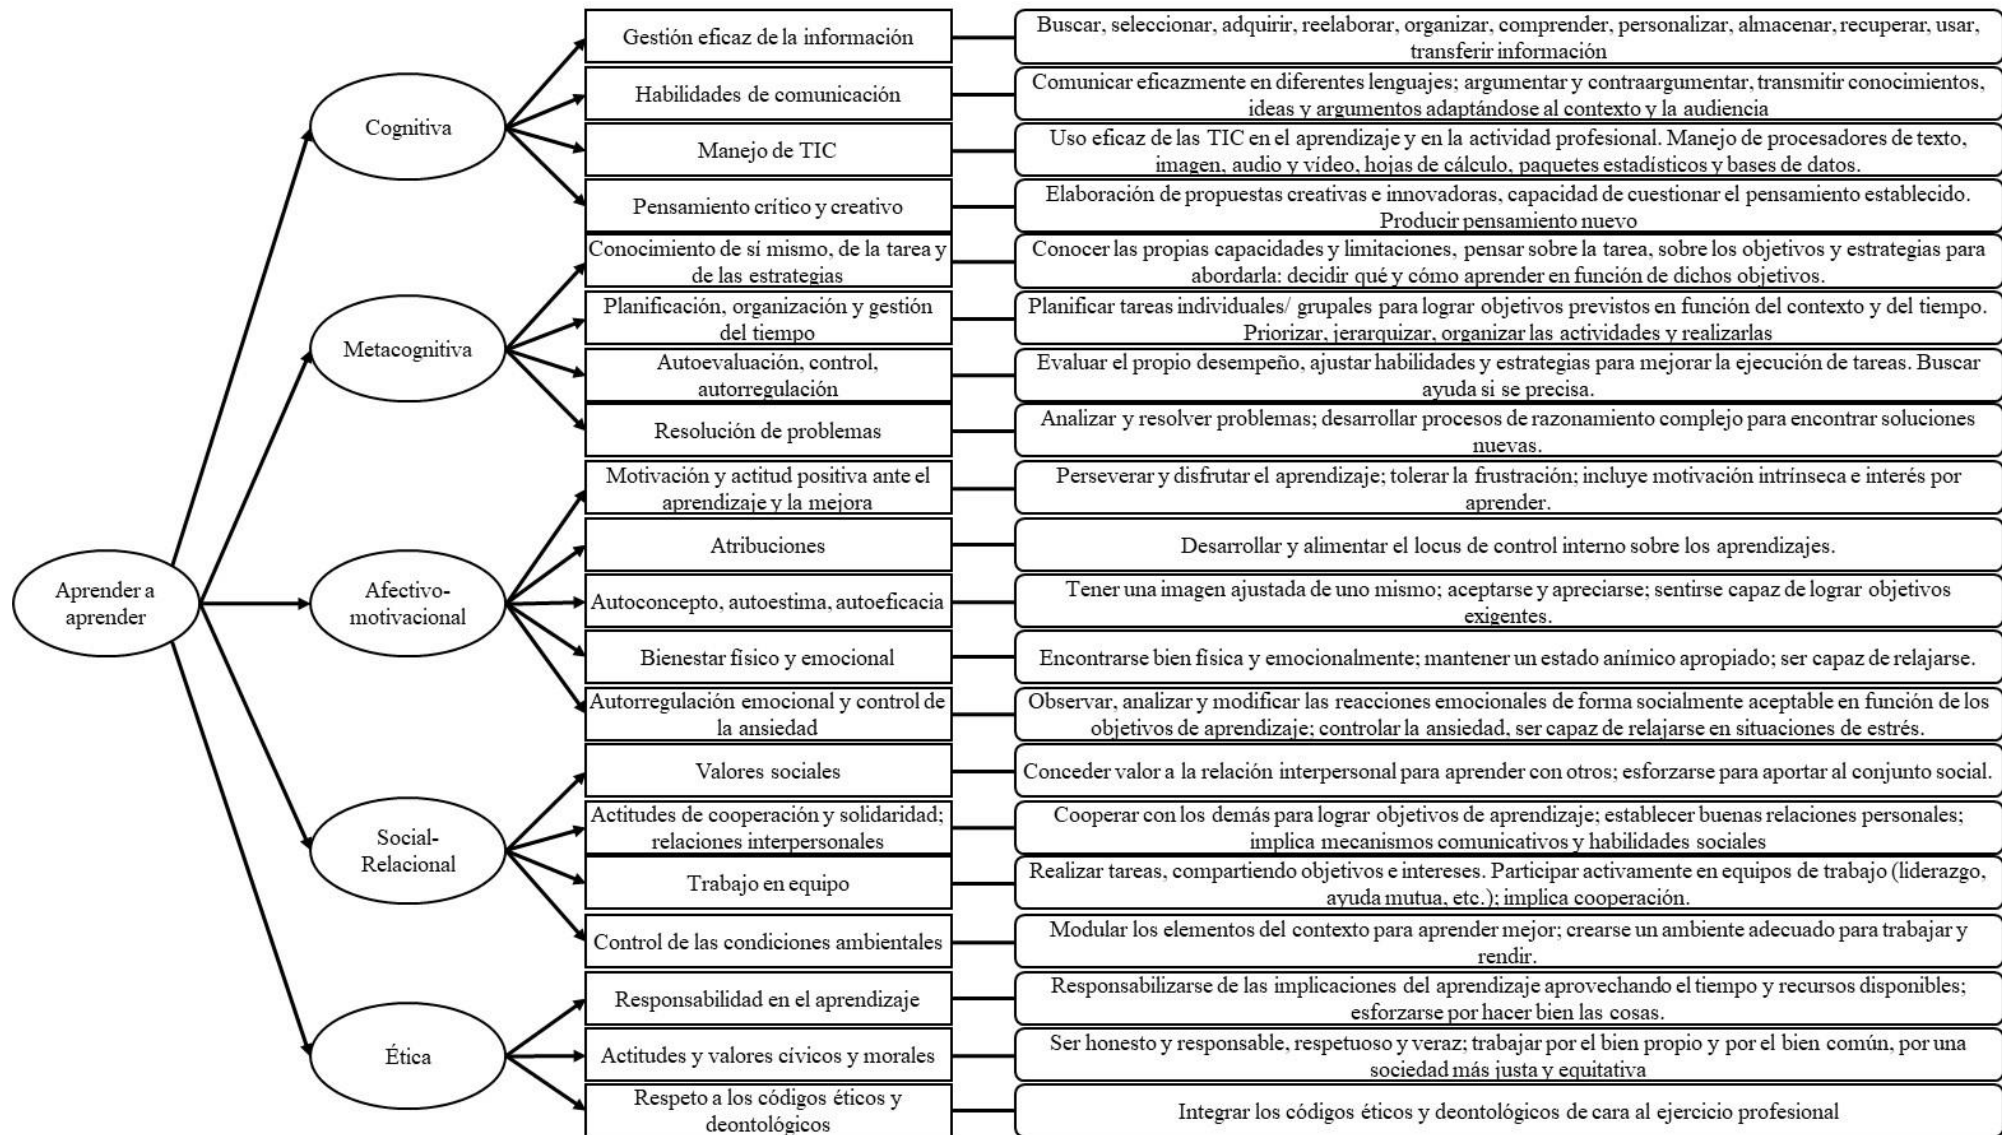 Aprender a
aprender
Cognitiva
Gestión eficaz de la información
Buscar, seleccionar, adquirir, reelaborar, organizar, comprender, personalizar, almacenar, recuperar, usar,
transferir información
Habilidades de comunicación
Comunicar eficazmente en diferentes lenguajes; argumentar y contraargumentar, transmitir conocimientos,
ideas y argumentos adaptándose al contexto y la audiencia
Manejo de TIC
Uso eficaz de las TIC en el aprendizaje y en la actividad profesional. Manejo de procesadores de texto,
imagen, audio y vídeo, hojas de cálculo, paquetes estadísticos y bases de datos.
Pensamiento crítico y creativo
Elaboración de propuestas creativas e innovadoras, capacidad de cuestionar el pensamiento establecido.
Producir pensamiento nuevo
Metacognitiva
Conocimiento de sí mismo, de la tarea y
de las estrategias
Conocer las propias capacidades y limitaciones, pensar sobre la tarea, sobre los objetivos y estrategias para
abordarla: decidir qué y cómo aprender en función de dichos objetivos.
Planificación, organización y gestión
del tiempo
Planificar tareas individuales/ grupales para lograr objetivos previstos en función del contexto y del tiempo.
Priorizar, jerarquizar, organizar las actividades y realizarlas
Autoevaluación, control,
autorregulación
Evaluar el propio desempeño, ajustar habilidades y estrategias para mejorar la ejecución de tareas. Buscar
ayuda si se precisa.
Resolución de problemas
Analizar y resolver problemas; desarrollar procesos de razonamiento complejo para encontrar soluciones
nuevas.
Afectivo-
motivacional
Motivación y actitud positiva ante el
aprendizaje y la mejora
Perseverar y disfrutar el aprendizaje; tolerar la frustración; incluye motivación intrínseca e interés por
aprender.
Atribuciones
Desarrollar y alimentar el locus de control interno sobre los aprendizajes.
Autoconcepto, autoestima, autoeficacia
Tener una imagen ajustada de uno mismo; aceptarse y apreciarse; sentirse capaz de lograr objetivos
exigentes.
Bienestar físico y emocional
Encontrarse bien física y emocionalmente; mantener un estado anímico apropiado; ser capaz de relajarse.
Autorregulación emocional y control de
la ansiedad
Observar, analizar y modificar las reacciones emocionales de forma socialmente aceptable en función de los
objetivos de aprendizaje; controlar la ansiedad, ser capaz de relajarse en situaciones de estrés.
Social-
Relacional
Valores sociales
Conceder valor a la relación interpersonal para aprender con otros; esforzarse para aportar al conjunto social.
Actitudes de cooperación y solidaridad;
relaciones interpersonales
Cooperar con los demás para lograr objetivos de aprendizaje; establecer buenas relaciones personales;
implica mecanismos comunicativos y habilidades sociales
Trabajo en equipo
Realizar tareas, compartiendo objetivos e intereses. Participar activamente en equipos de trabajo (liderazgo,
ayuda mutua, etc.); implica cooperación.
Control de las condiciones ambientales
Modular los elementos del contexto para aprender mejor; crearse un ambiente adecuado para trabajar y
rendir.
Ética
Responsabilidad en el aprendizaje
Responsabilizarse de las implicaciones del aprendizaje aprovechando el tiempo y recursos disponibles;
esforzarse por hacer bien las cosas.
Actitudes y valores cívicos y morales
Ser honesto y responsable, respetuoso y veraz; trabajar por el bien propio y por el bien común, por una
sociedad más justa y equitativa
Respeto a los códigos éticos y
deontológicos
Integrar los códigos éticos y deontológicos de cara al ejercicio profesional